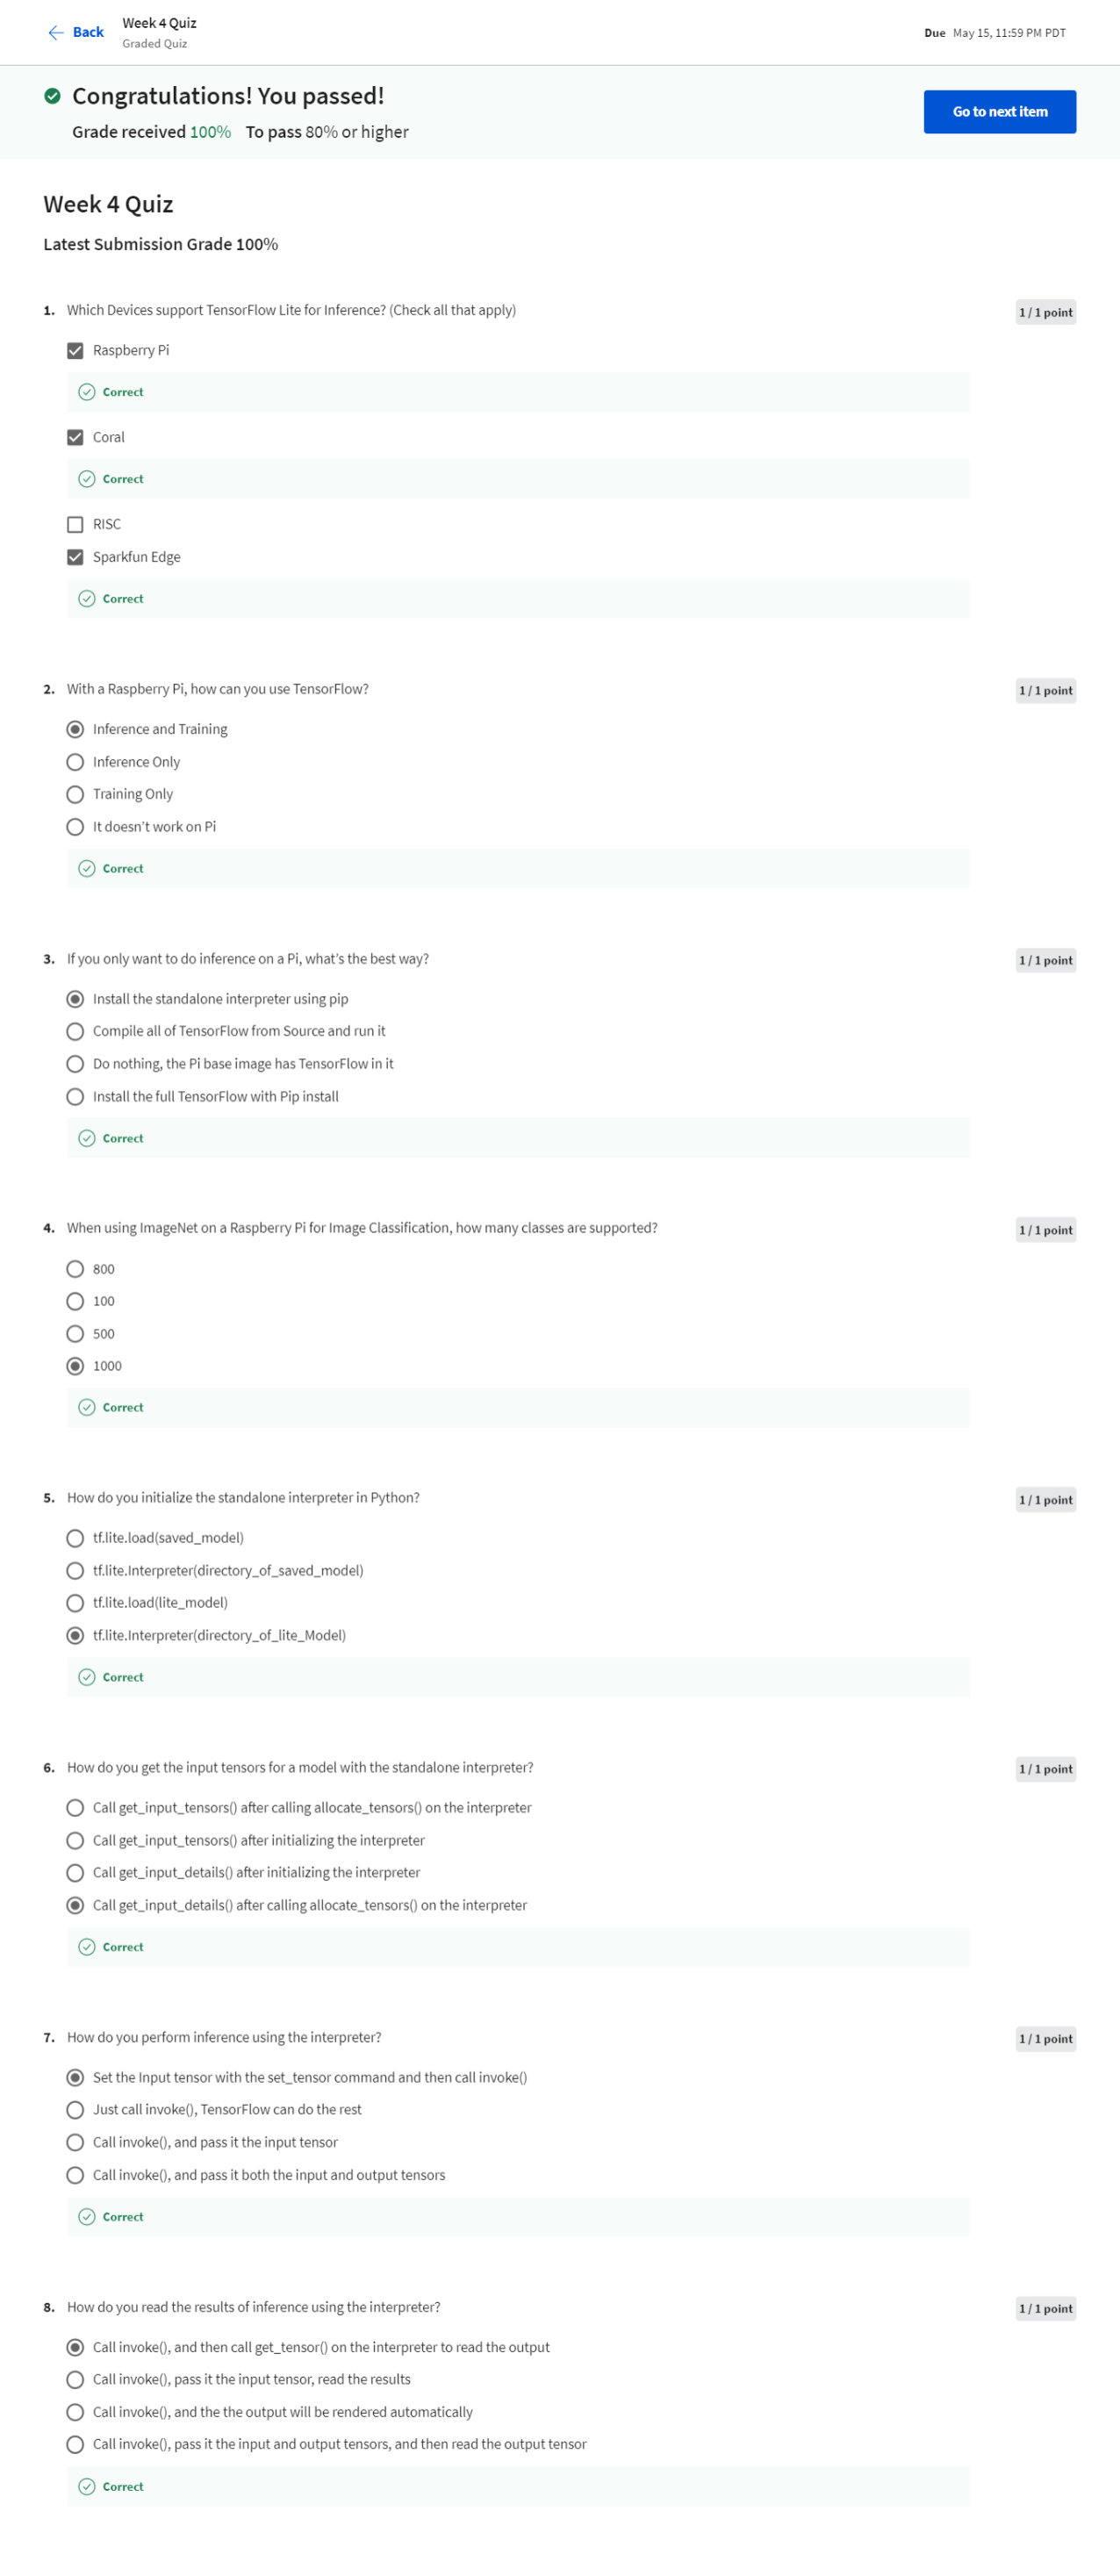 Back
Week 4 Quiz
Graded Quiz
Due May 15, 11:59 PM PDT
Congratulations! You passed!
Grade received 100% To pass 80% or higher
Go to next item
Week 4 Quiz
Latest Submission Grade 100%
1. Which Devices support TensorFlow Lite for Inference? (Check all that apply)
1 / 1 point
Raspberry Pi
Correct
Coral
Correct
RISC
Sparkfun Edge
Correct
2. With a Raspberry Pi, how can you use TensorFlow?
1 / 1 point
Inference and Training
Inference Only
Training Only
It doesn't work on Pi
Correct
3. If you only want to do inference on a Pi, what's the best way?
1 / 1 point
Install the standalone interpreter using pip
Compile all of TensorFlow from Source and run it
Do nothing, the Pi base image has TensorFlow in it
Install the full TensorFlow with Pip install
Correct
4. When using ImageNet on a Raspberry Pi for Image Classification, how many classes are supported?
1 / 1 point
800
100
500
1000
Correct
5. How do you initialize the standalone interpreter in Python?
1 / 1 point
tf.lite.load(saved_model)
tf.lite.Interpreter(directory_of_saved_model)
tf.lite.load(lite_model)
tf.lite.Interpreter(directory_of_lite_Model)
Correct
6. How do you get the input tensors for a model with the standalone interpreter?
1 / 1 point
Call get_input_tensors() after calling allocate_tensors() on the interpreter
Call get_input_tensors() after initializing the interpreter
Call get_input_details() after initializing the interpreter
Call get_input_details() after calling allocate_tensors() on the interpreter
Correct
7. How do you perform inference using the interpreter?
1 / 1 point
Set the Input tensor with the set_tensor command and then call invoke()
Just call invoke(), TensorFlow can do the rest
Call invoke(), and pass it the input tensor
Call invoke(), and pass it both the input and output tensors
Correct
8. How do you read the results of inference using the interpreter?
1 / 1 point
Call invoke(), and then call get_tensor() on the interpreter to read the output
Call invoke(), pass it the input tensor, read the results
Call invoke(), and the the output will be rendered automatically
Call invoke(), pass it the input and output tensors, and then read the output tensor
Correct